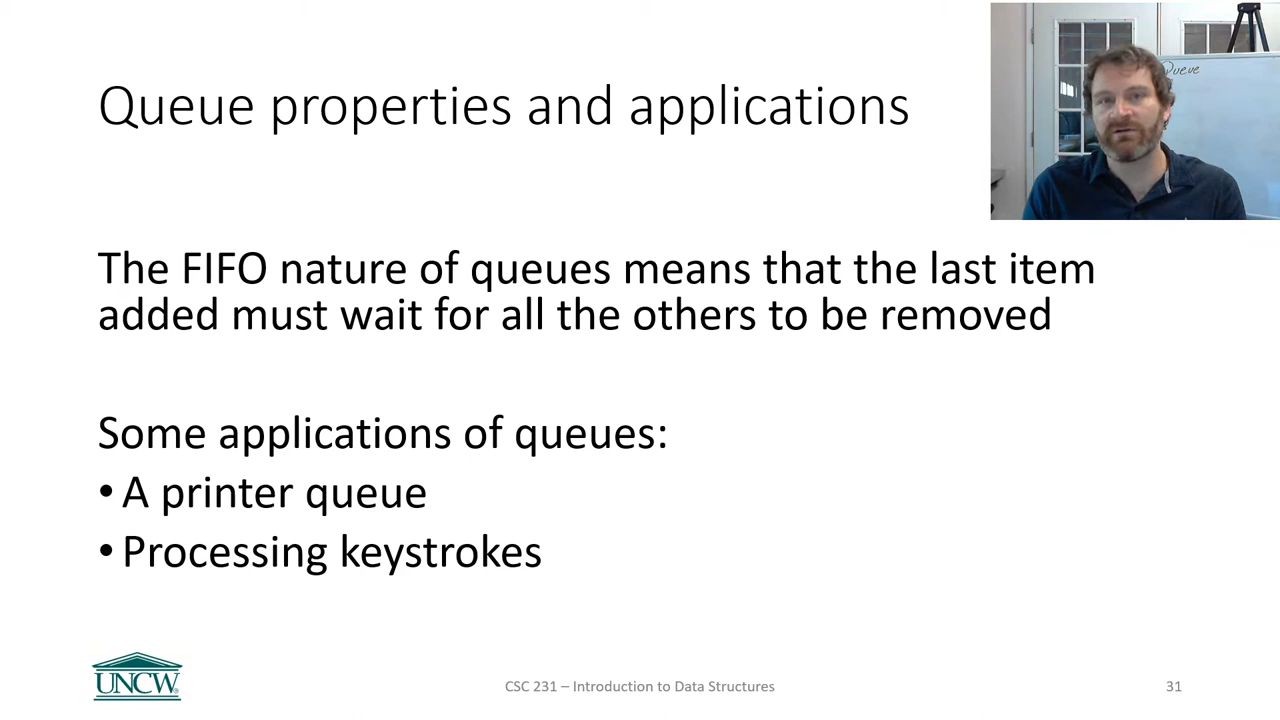 Queue properties and applications
Queue
The FIFO nature of queues means that the last item
added must wait for all the others to be removed
Some applications of queues:
• A printer queue
• Processing keystrokes
UNCW
CSC 231 – Introduction to Data Structures
31